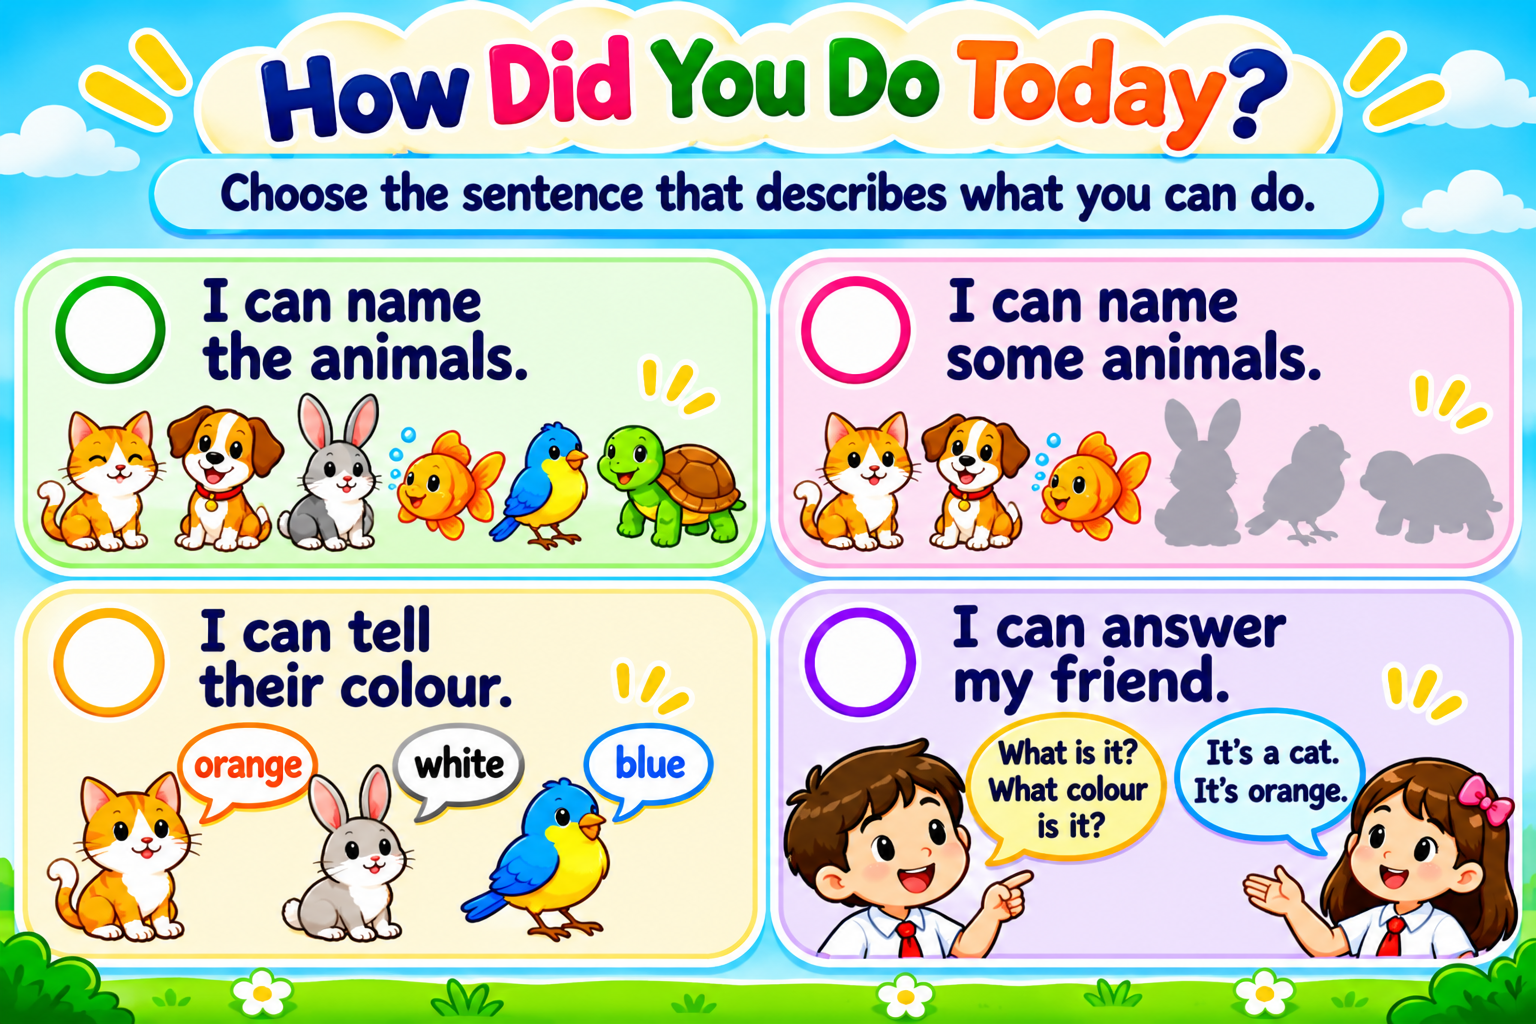 How Did You Do Today?
Choose the sentence that describes what you can do.
I can name
the animals.
I can name
some animals.
I can tell
their colour.
orange
white
blue
I can answer
my friend.
What is it?
What colour
is it?
It's a cat.
It's orange.